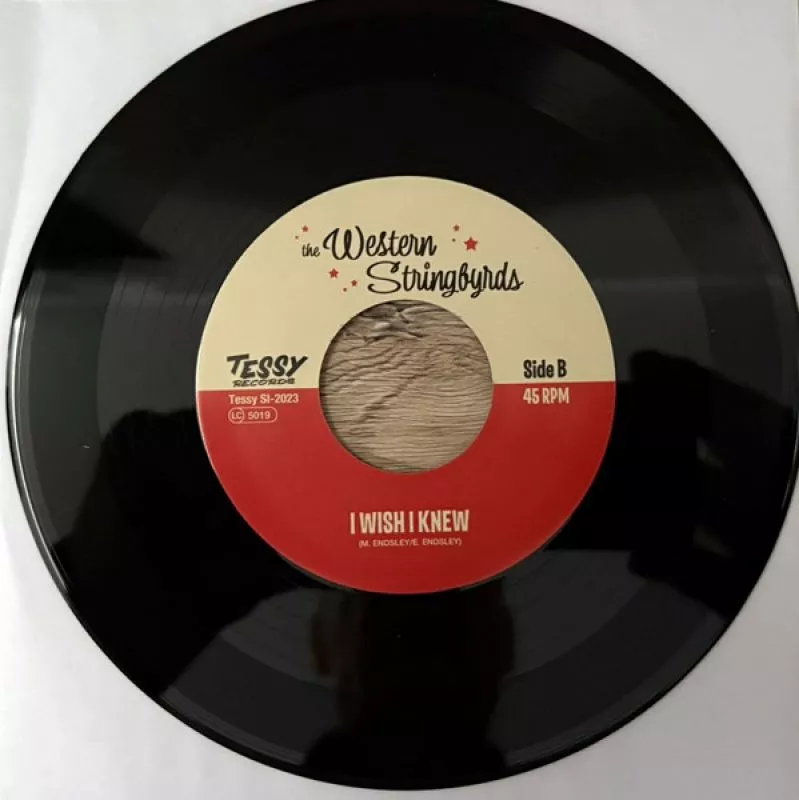 the Western
Stringbyrds
TESSY
RECORDS
Side B
Tessy SI-2023
45 RPM
LC 5019
I WISH I KNEW
(M. ENDSLEY/E. ENDSLEY)